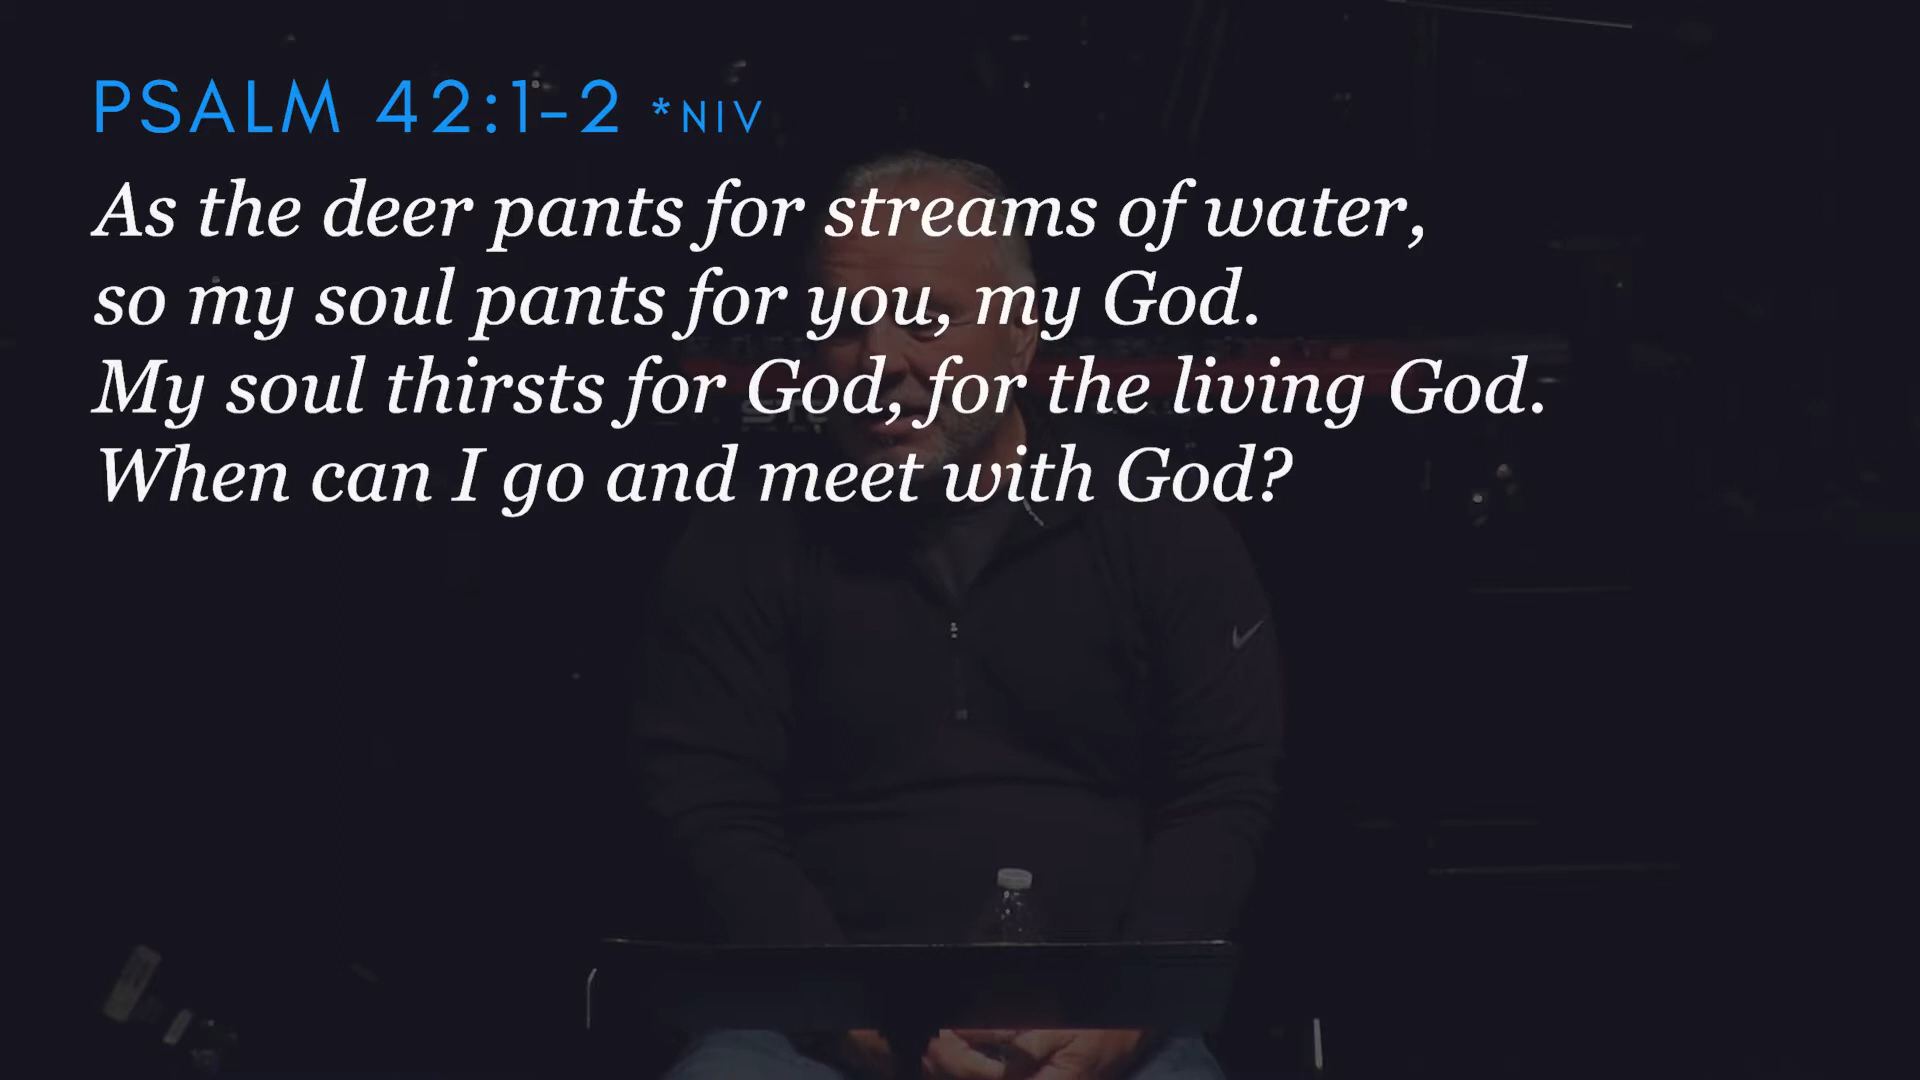 PSALM 42:1-2 *NIV
As the deer pants for streams of water,
so my soul pants for you, my God.
My soul thirsts for God, for the living God.
When can I go and meet with God?